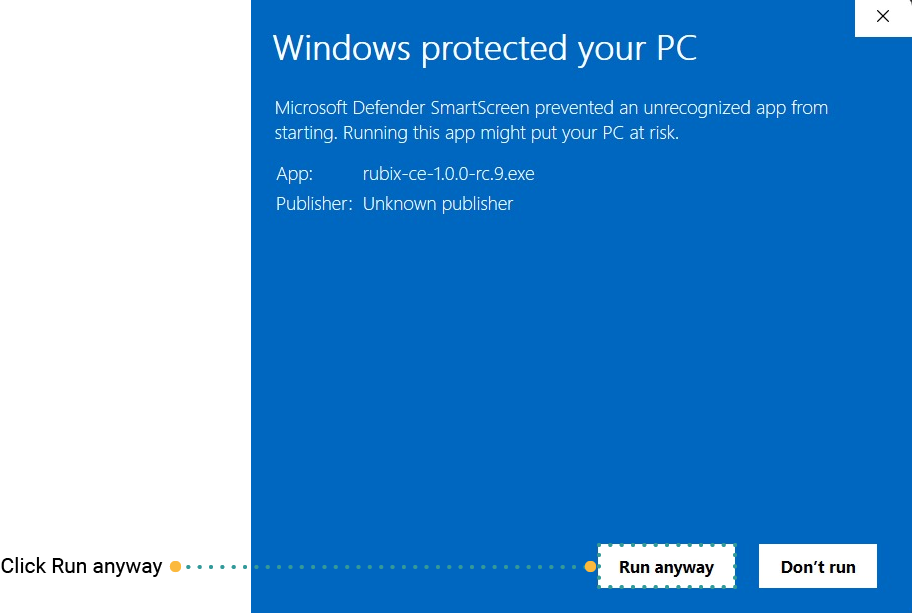 Windows protected your PC
Microsoft Defender SmartScreen prevented an unrecognized app from
starting. Running this app might put your PC at risk.
App: rubix-ce-1.0.0-rc.9.exe
Publisher: Unknown publisher
Click Run anyway
Run anyway
Don’t run